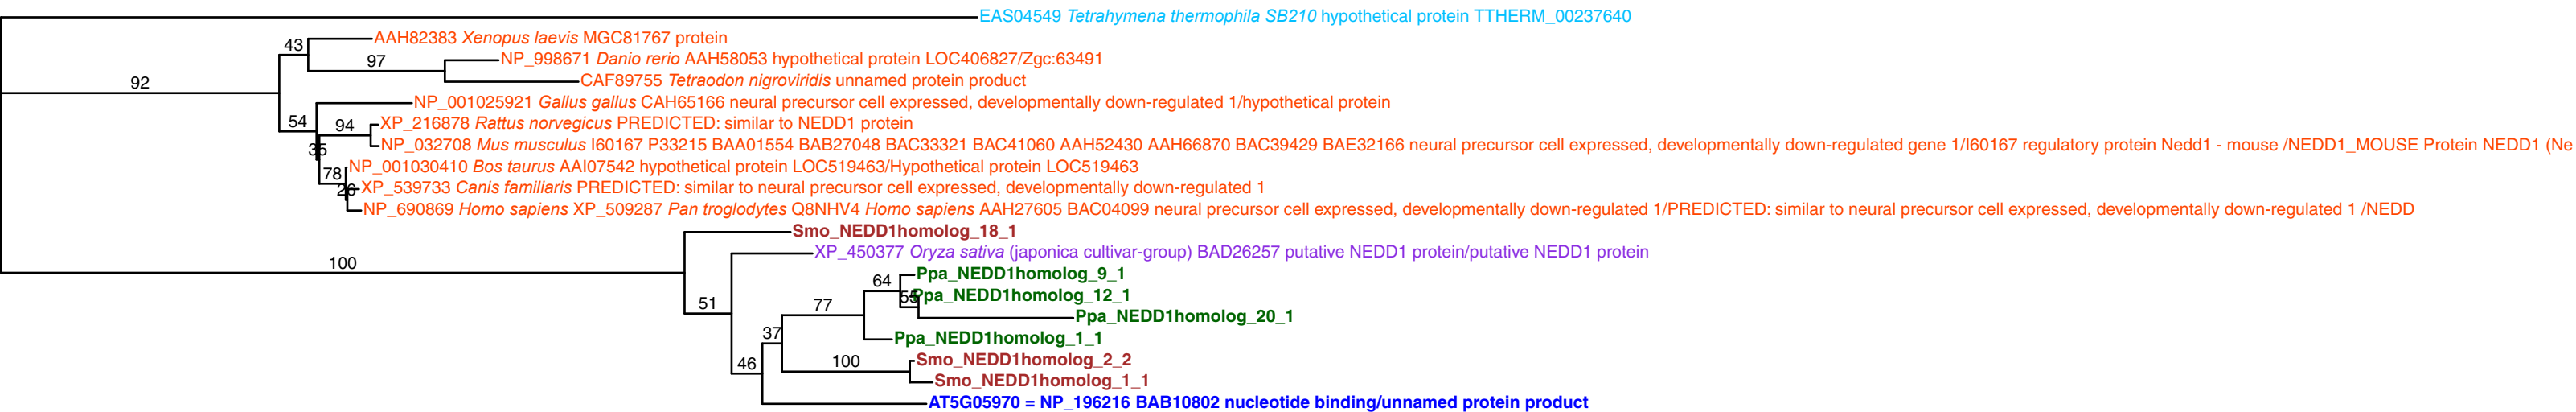 EAS04549 Tetrahymena thermophila SB210 hypothetical protein TTHERM_00237640
43 AAH82383 Xenopus laevis MGC81767 protein
97 NP_998671 Danio rerio AAH58053 hypothetical protein LOC406827/Zgc:63491
92 CAF89755 Tetraodon nigroviridis unnamed protein product
NP_001025921 Gallus gallus CAH65166 neural precursor cell expressed, developmentally down-regulated 1/hypothetical protein
54 94 XP_216878 Rattus norvegicus PREDICTED: similar to NEDD1 protein
35 NP_032708 Mus musculus I60167 P33215 BAA01554 BAB27048 BAC33321 BAC41060 AAH52430 AAH66870 BAC39429 BAE32166 neural precursor cell expressed, developmentally down-regulated gene 1/I60167 regulatory protein Nedd1 - mouse /NEDD1_MOUSE Protein NEDD1 (Ne
NP_001030410 Bos taurus AAI07542 hypothetical protein LOC519463/Hypothetical protein LOC519463
78 26 XP_539733 Canis familiaris PREDICTED: similar to neural precursor cell expressed, developmentally down-regulated 1
NP_690869 Homo sapiens XP_509287 Pan troglodytes Q8NHV4 Homo sapiens AAH27605 BAC04099 neural precursor cell expressed, developmentally down-regulated 1/PREDICTED: similar to neural precursor cell expressed, developmentally down-regulated 1 /NEDD
Smo_NEDD1homolog_18_1
XP_450377 Oryza sativa (japonica cultivar-group) BAD26257 putative NEDD1 protein/putative NEDD1 protein
100 64 Ppa_NEDD1homolog_9_1
51 77 55 Ppa_NEDD1homolog_12_1
Ppa_NEDD1homolog_20_1
37 Ppa_NEDD1homolog_1_1
46 100 Smo_NEDD1homolog_2_2
Smo_NEDD1homolog_1_1
AT5G05970 = NP_196216 BAB10802 nucleotide binding/unnamed protein product